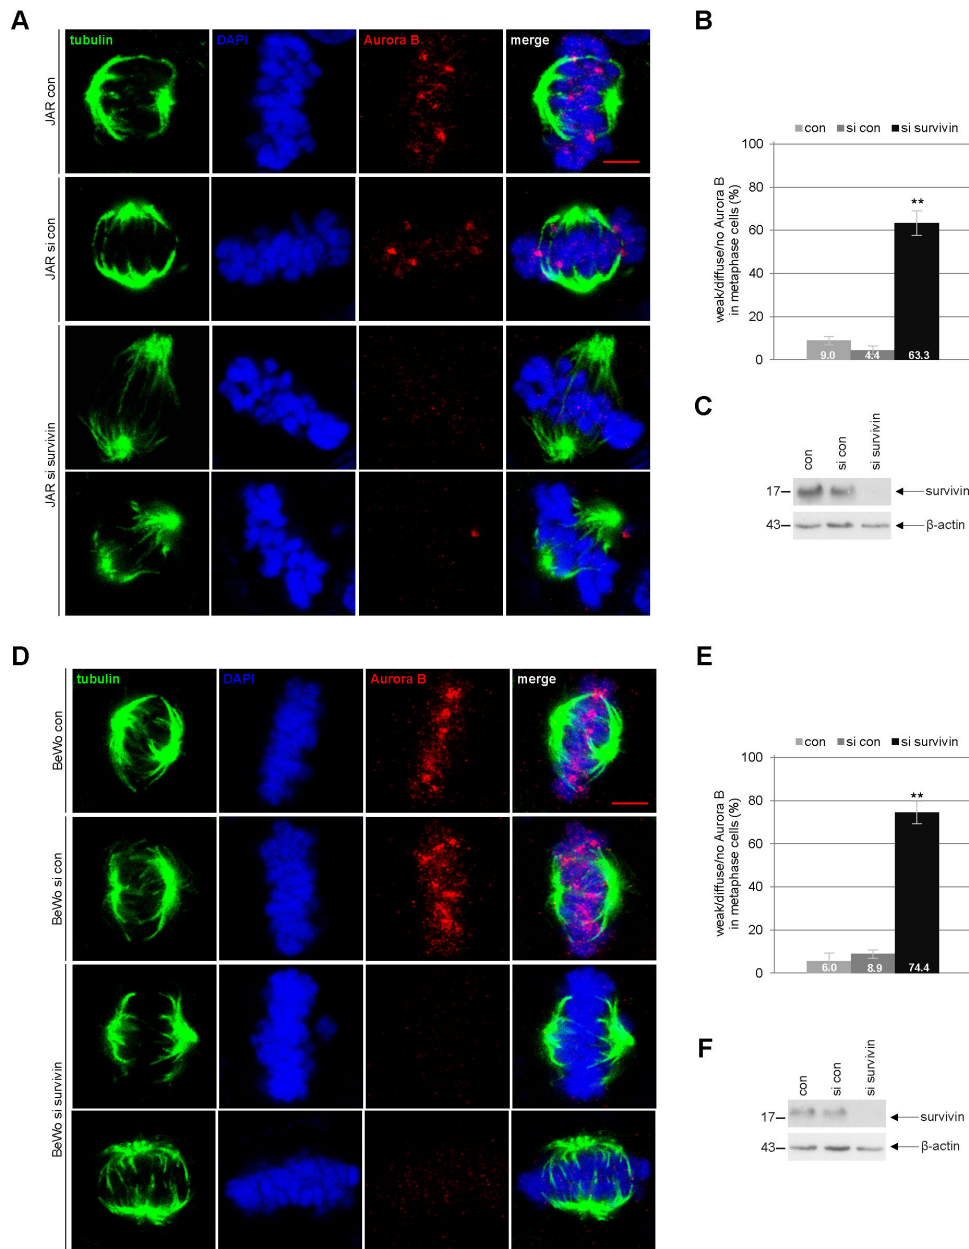 A
tubulin
DAPI
Aurora B
merge
JAR con
JAR si con
JAR si survivin
B
con
si con
si survivin
weak/diffuse/no Aurora B
in metaphase cells (%)
100
80
60
40
20
0
**
9.0
4.4
63.3
C
con
si con
si survivin
17
survivin
43
β-actin
D
tubulin
DAPI
Aurora B
merge
BeWo con
BeWo si con
BeWo si survivin
E
con
si con
si survivin
weak/diffuse/no Aurora B
in metaphase cells (%)
100
80
60
40
20
0
**
6.0
8.9
74.4
F
con
si con
si survivin
17
survivin
43
β-actin